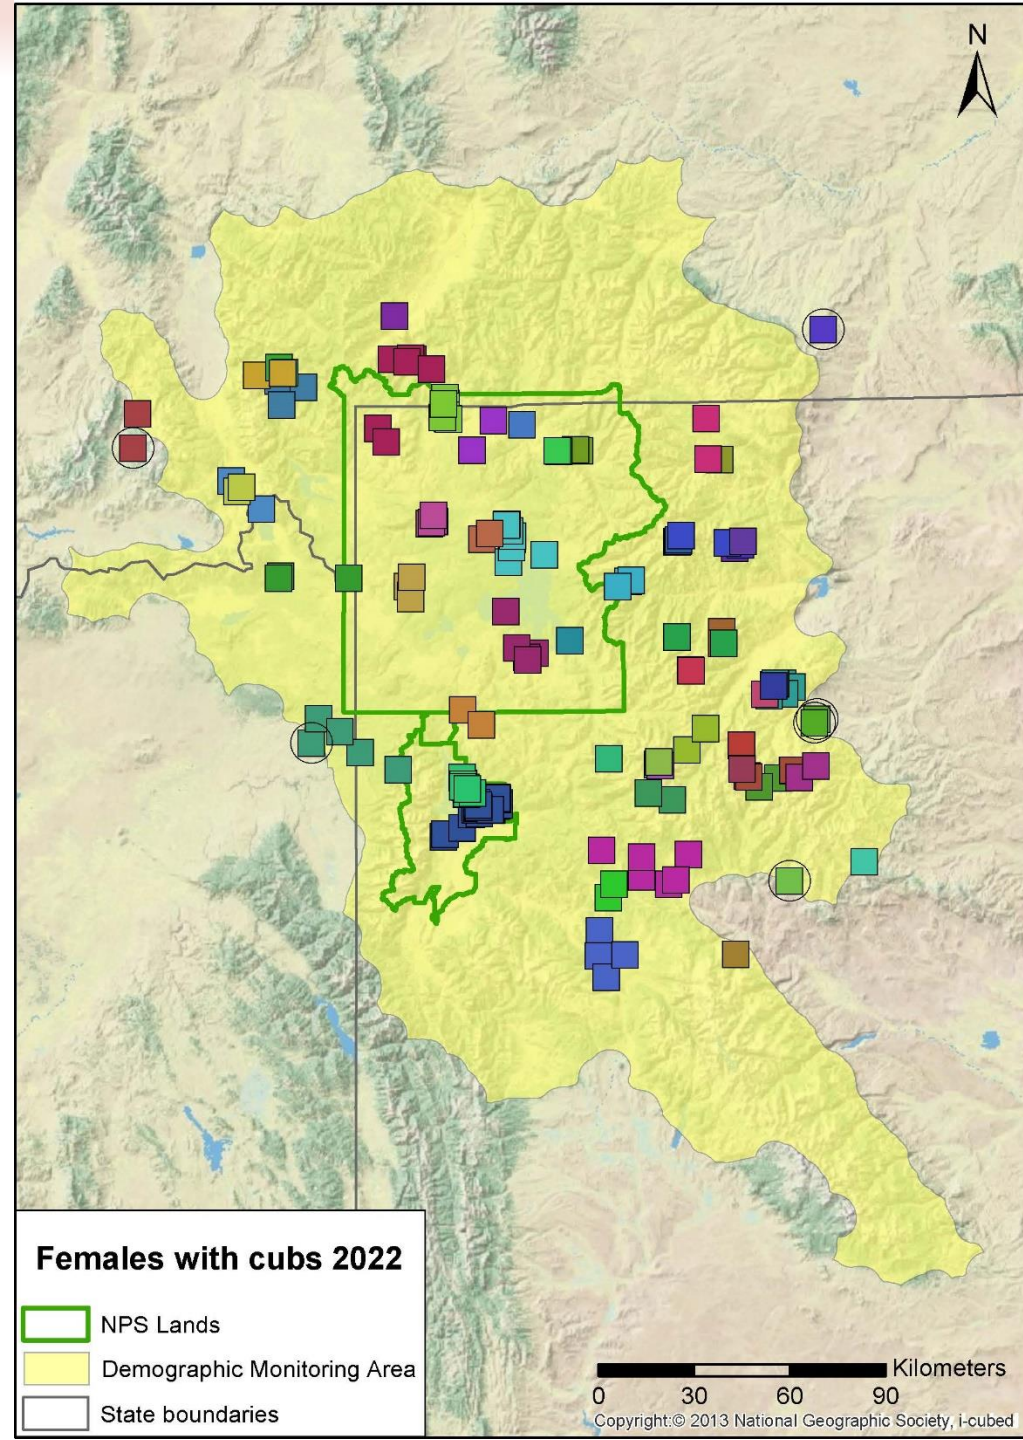 N
Females with cubs 2022
NPS Lands
Demographic Monitoring Area
State boundaries
Kilometers
0 30 60 90
Copyright:© 2013 National Geographic Society, i-cubed